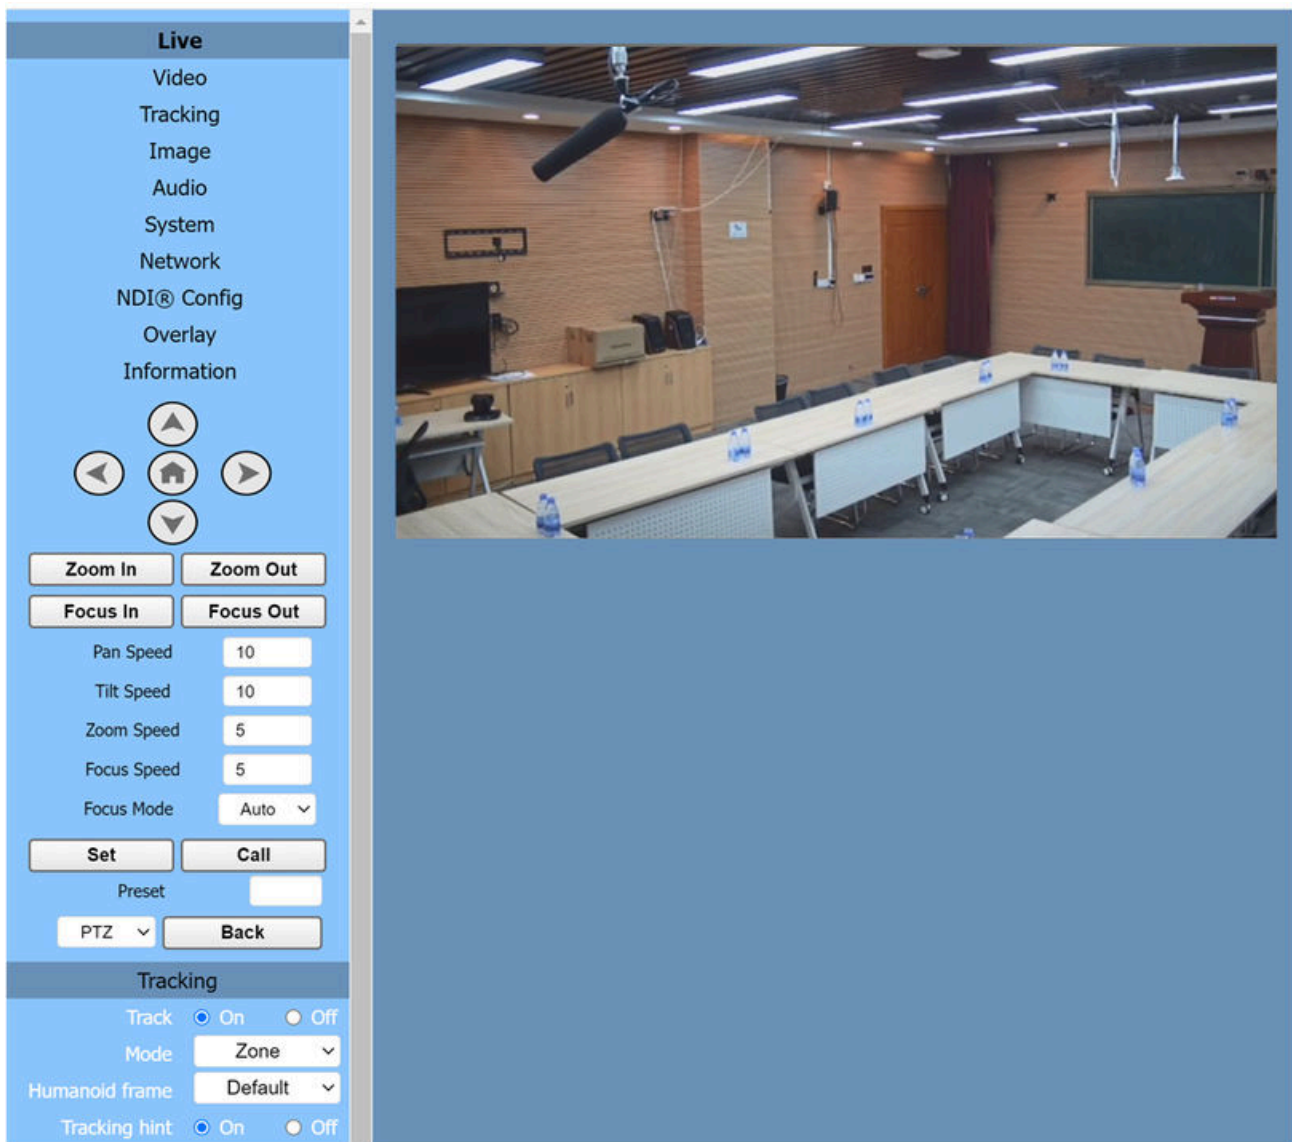 Live
Video
Tracking
Image
Audio
System
Network
NDI® Config
Overlay
Information
Zoom In Zoom Out
Focus In Focus Out
Pan Speed 10
Tilt Speed 10
Zoom Speed 5
Focus Speed 5
Focus Mode Auto
Set Call
Preset
PTZ Back
Tracking
Track On Off
Mode Zone
Humanoid frame Default
Tracking hint On Off